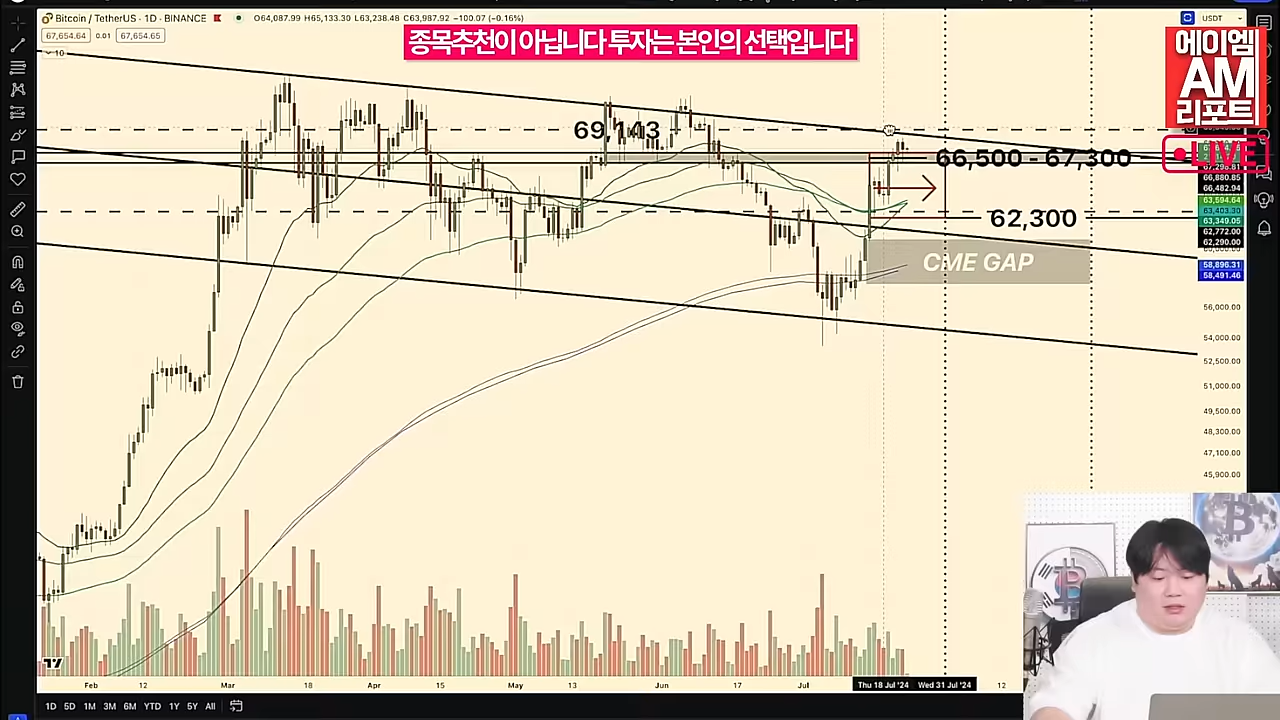 Bitcoin / TetherUS · 1D · BINANCE
O64,087.99 H65,133.30 L63,238.48 C63,987.92 −100.07 (−0.16%)
USDT
67,654.64 0.01 67,654.65
10
종목추천이 아닙니다 투자는 본인의 선택입니다
에이엠
AM
리포트
LIVE
69,143
66,500 - 67,300
62,300
CME GAP
66,880.85
66,482.94
63,594.64
63,403.30
63,349.05
62,772.00
62,290.00
58,896.31
58,491.46
56,000.00
54,000.00
52,500.00
51,000.00
49,500.00
48,300.00
47,100.00
45,900.00
Feb 12 Mar 18 Apr 15 May 13 Jun 17 Jul Thu 18 Jul '24 Wed 31 Jul '24 12
1D 5D 1M 3M 6M YTD 1Y 5Y All